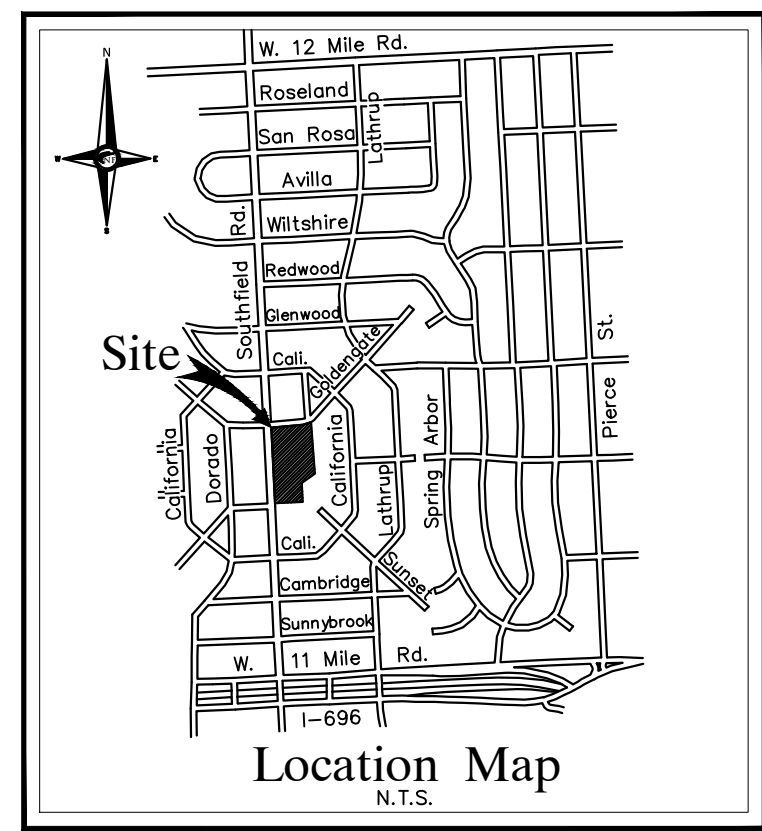 N
W
E
S
NF
W. 12 Mile Rd.
Roseland
Lathrup
San Rosa
Avilla
Southfield Rd.
Wiltshire
Redwood
Glenwood
Site
Cali.
Goldengate
St.
Pierce
California
Dorado
California
Lathrup
Spring Arbor
Cali.
Sunset
Cambridge
Sunnybrook
W. 11 Mile Rd.
I-696
Location Map
N.T.S.